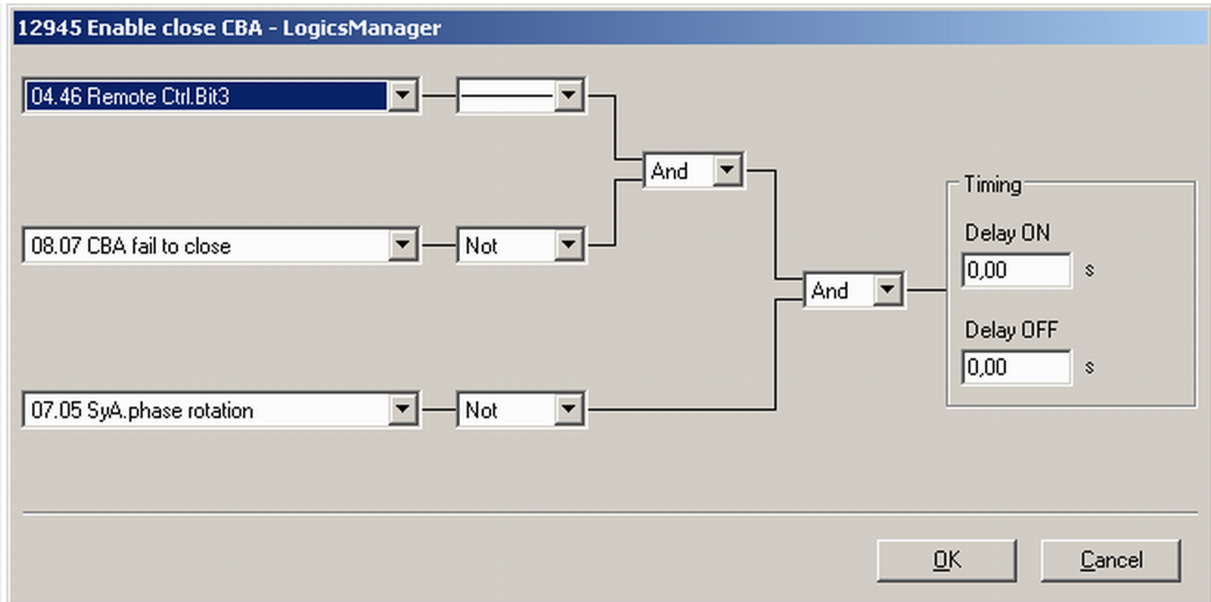 12945 Enable close CBA - LogicsManager
04.46 Remote Ctrl.Bit3
And
Timing
08.07 CBA fail to close
Not
Delay ON
0,00 s
And
Delay OFF
0,00 s
07.05 SyA.phase rotation
Not
OK
Cancel